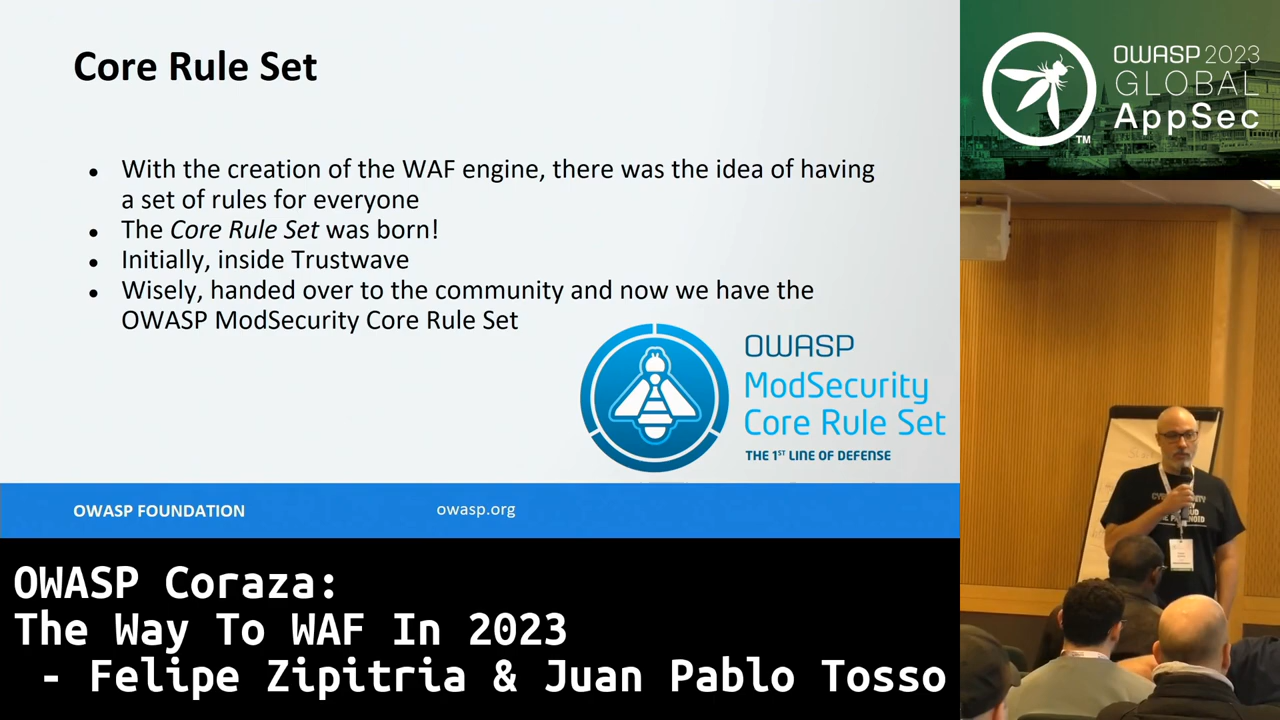 Core Rule Set
● With the creation of the WAF engine, there was the idea of having
a set of rules for everyone
● The Core Rule Set was born!
● Initially, inside Trustwave
● Wisely, handed over to the community and now we have the
OWASP ModSecurity Core Rule Set
OWASP
ModSecurity
Core Rule Set
THE 1ST LINE OF DEFENSE
OWASP FOUNDATION
owasp.org
OWASP 2023
GLOBAL
AppSec
TM
OWASP Coraza:
The Way To WAF In 2023
- Felipe Zipitria & Juan Pablo Tosso